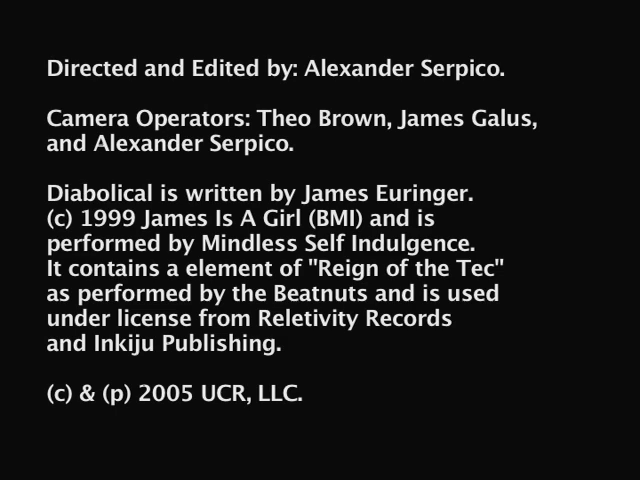 Directed and Edited by: Alexander Serpico.
Camera Operators: Theo Brown, James Galus,
and Alexander Serpico.
Diabolical is written by James Euringer.
(c) 1999 James Is A Girl (BMI) and is
performed by Mindless Self Indulgence.
It contains a element of "Reign of the Tec"
as performed by the Beatnuts and is used
under license from Reletivity Records
and Inkiju Publishing.
(c) & (p) 2005 UCR, LLC.